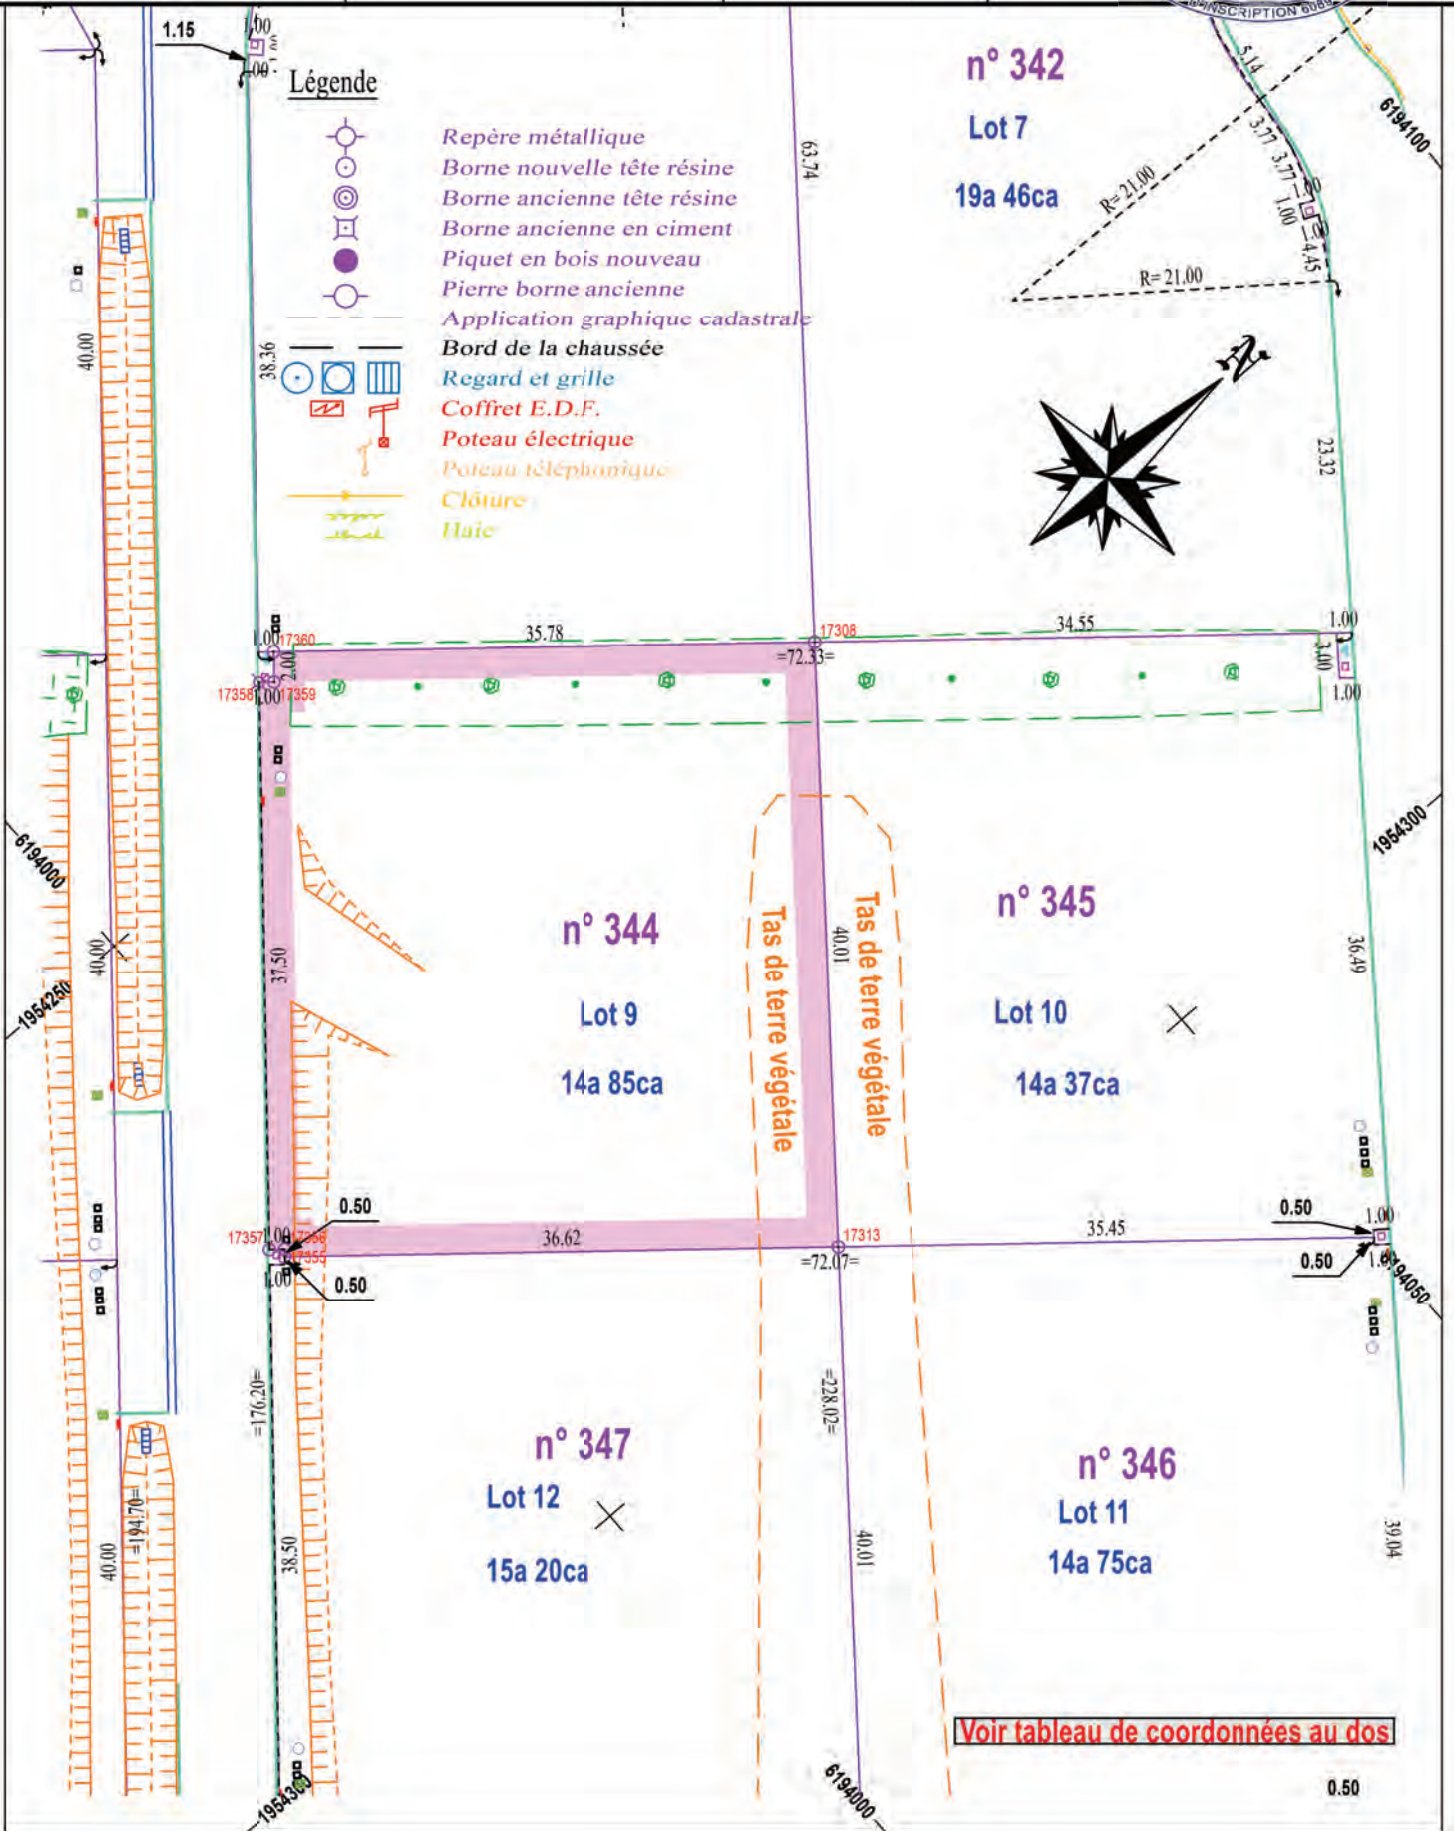 TRANSCRIPTION 6089
1.15
1.00
Légende
Repère métallique
Borne nouvelle tête résine
Borne ancienne tête résine
Borne ancienne en ciment
Piquet en bois nouveau
Pierre borne ancienne
Application graphique cadastrale
Bord de la chaussée
Regard et grille
Coffret E.D.F.
Poteau électrique
Poteau téléphonique
Clôture
Haie
n° 342
Lot 7
19a 46ca
63.74
5.14
3.77
3.77
1.00
4.45
R= 21.00
R= 21.00
6194100
N
40.00
38.36
23.32
1.00
17360
35.78
17308
34.55
1.00
2.00
=72.33=
3.00
17358
1.00
17359
1.00
6194000
1954300
n° 344
Lot 9
14a 85ca
n° 345
Lot 10
14a 37ca
Tas de terre végétale
Tas de terre végétale
40.01
37.50
40.00
36.49
1954250
0.50
17357
1.00
17356
17355
36.62
17313
35.45
0.50
1.00
=72.07=
1.00
0.50
0.50
6194050
=176.20=
=228.02=
n° 347
Lot 12
15a 20ca
n° 346
Lot 11
14a 75ca
=194.70=
40.00
38.50
40.01
39.04
Voir tableau de coordonnées au dos
0.50
1954300
6194000